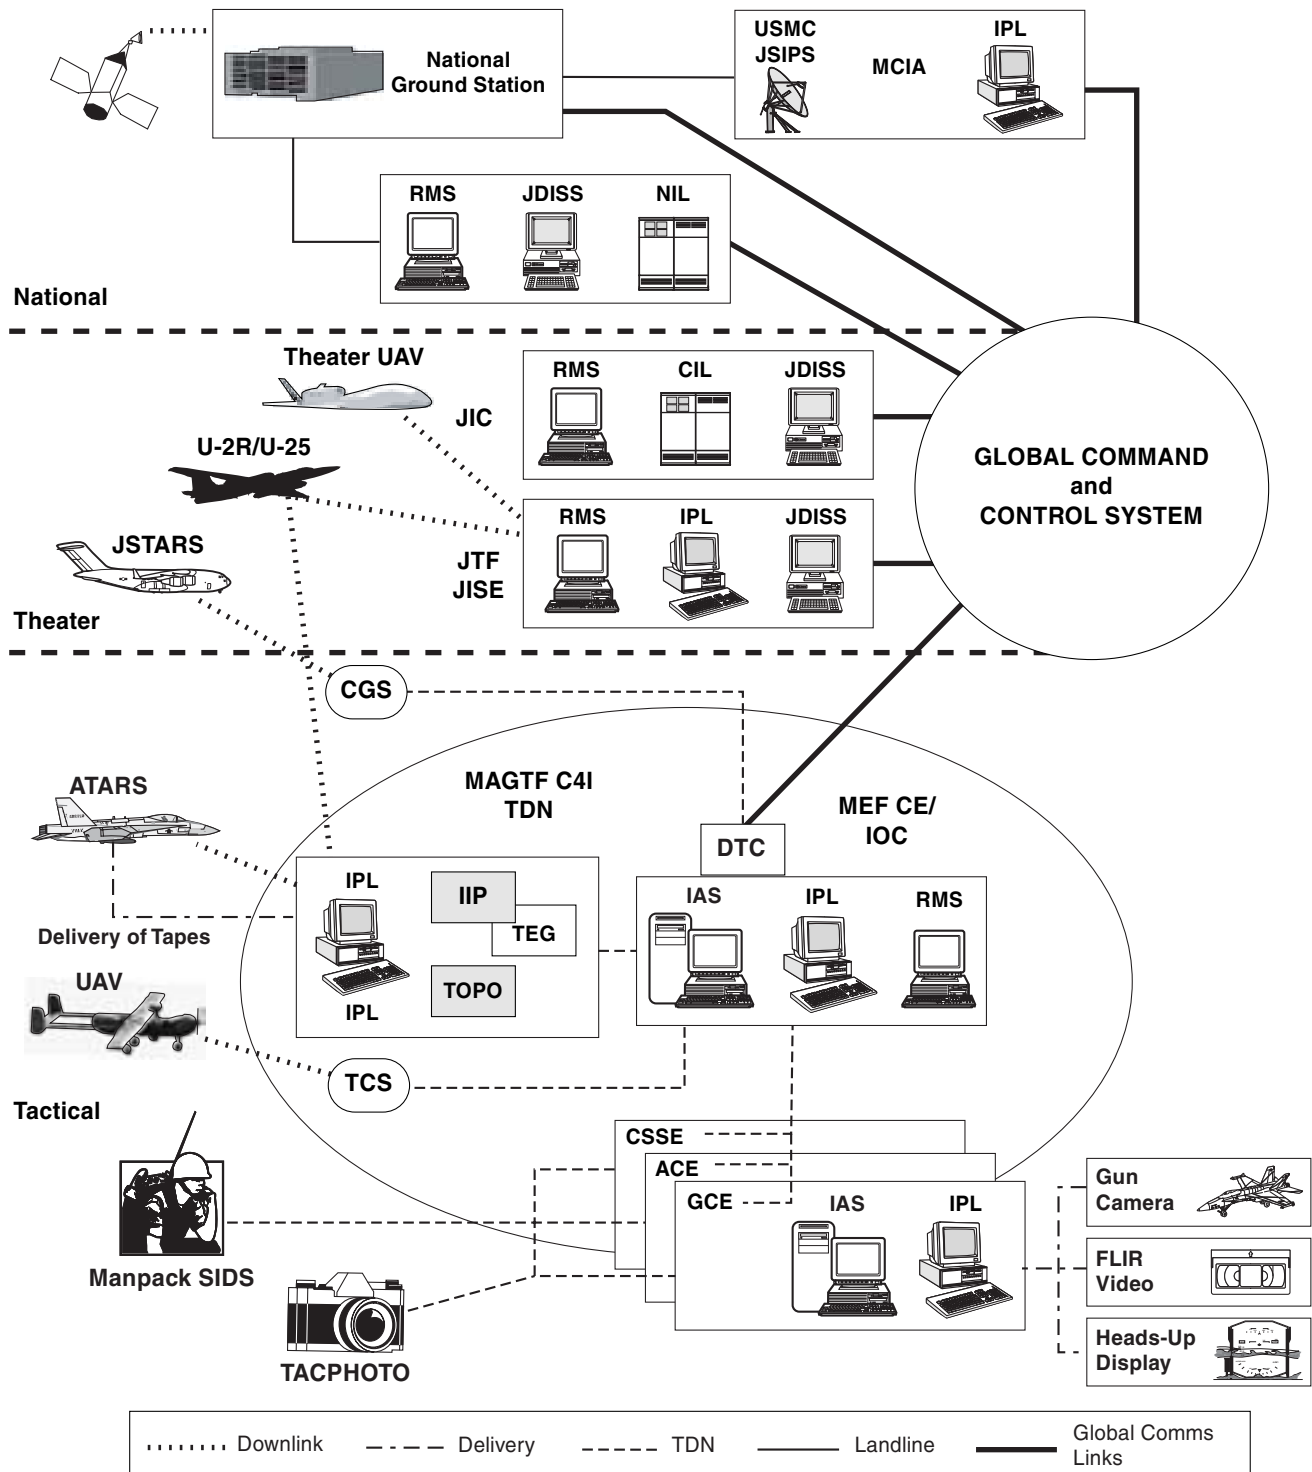 National
Ground Station
USMC
JSIPS
MCIA
IPL
RMS
JDISS
NIL
National
Theater UAV
JIC
RMS
CIL
JDISS
U-2R/U-25
GLOBAL COMMAND
and
CONTROL SYSTEM
JTF
JISE
RMS
IPL
JDISS
JSTARS
Theater
CGS
MAGTF C4I
TDN
MEF CE/
IOC
ATARS
DTC
IPL
IIP
TEG
TOPO
IPL
IAS
IPL
RMS
Delivery of Tapes
UAV
TCS
Tactical
CSSE
ACE
GCE
IAS
IPL
Manpack SIDS
TACPHOTO
Gun
Camera
FLIR
Video
Heads-Up
Display
Downlink
Delivery
TDN
Landline
Global Comms
Links